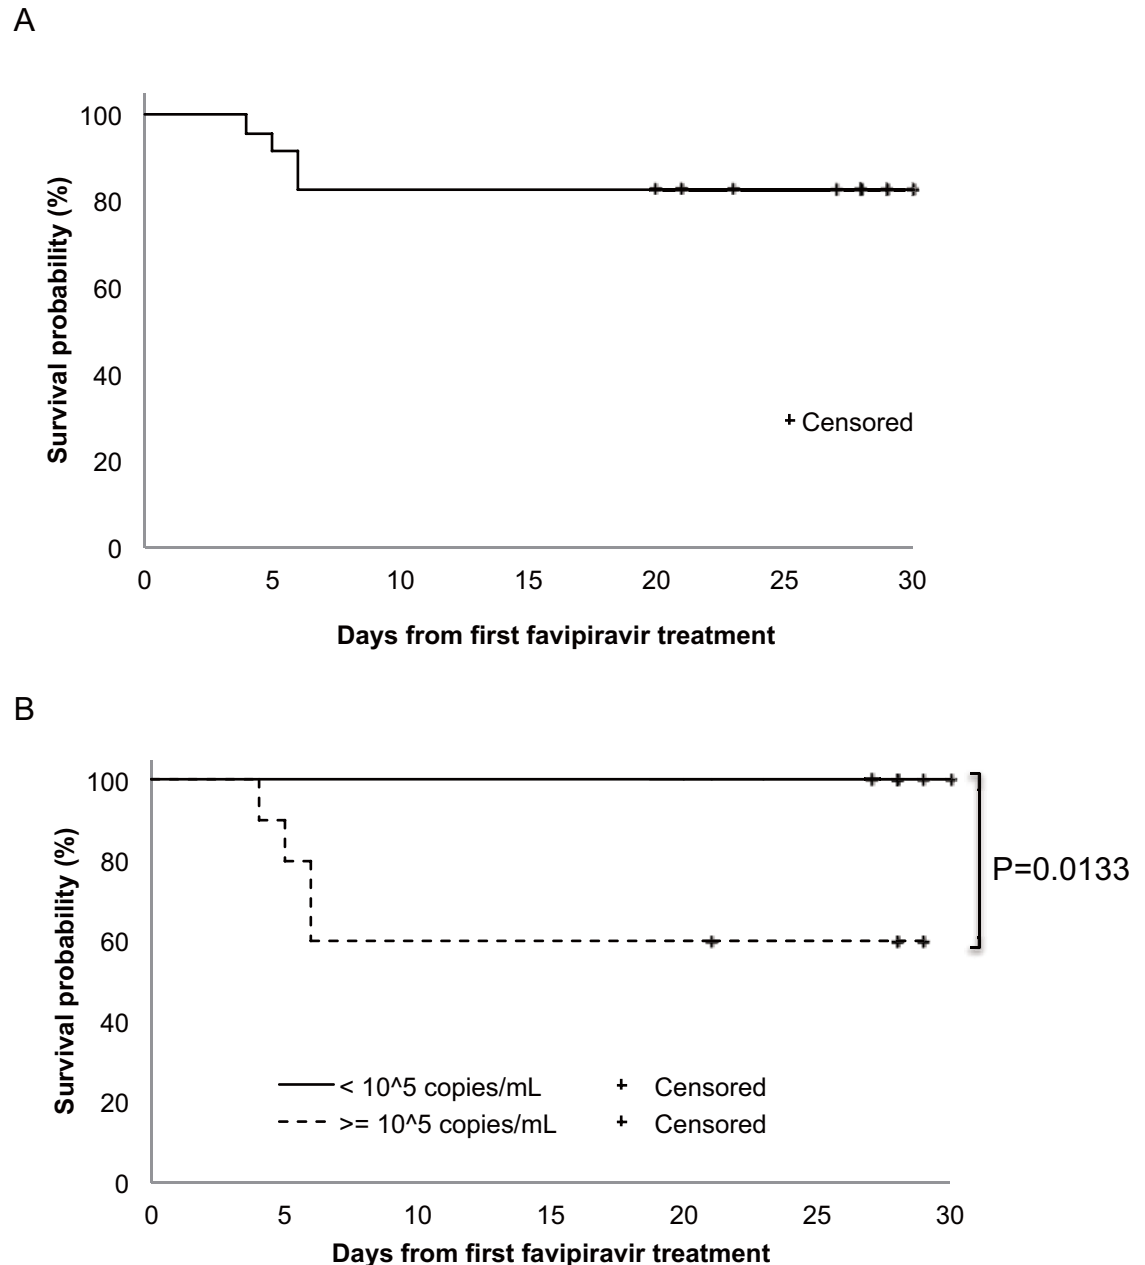 A
100
80
60
40
20
0
Survival probability (%)
+ Censored
0 5 10 15 20 25 30
Days from first favipiravir treatment
B
100
80
60
40
20
0
Survival probability (%)
P=0.0133
< 10^5 copies/mL + Censored
>= 10^5 copies/mL + Censored
0 5 10 15 20 25 30
Days from first favipiravir treatment